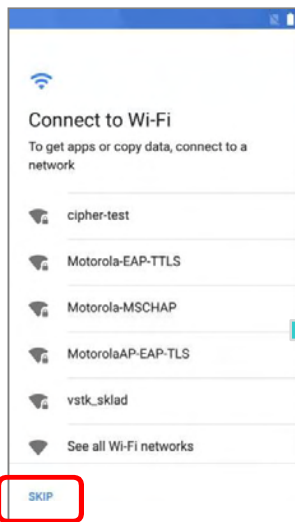 Connect to Wi-Fi
To get apps or copy data, connect to a
network
cipher-test
Motorola-EAP-TTLS
Motorola-MSCHAP
MotorolaAP-EAP-TLS
vstk_sklad
See all Wi-Fi networks
SKIP